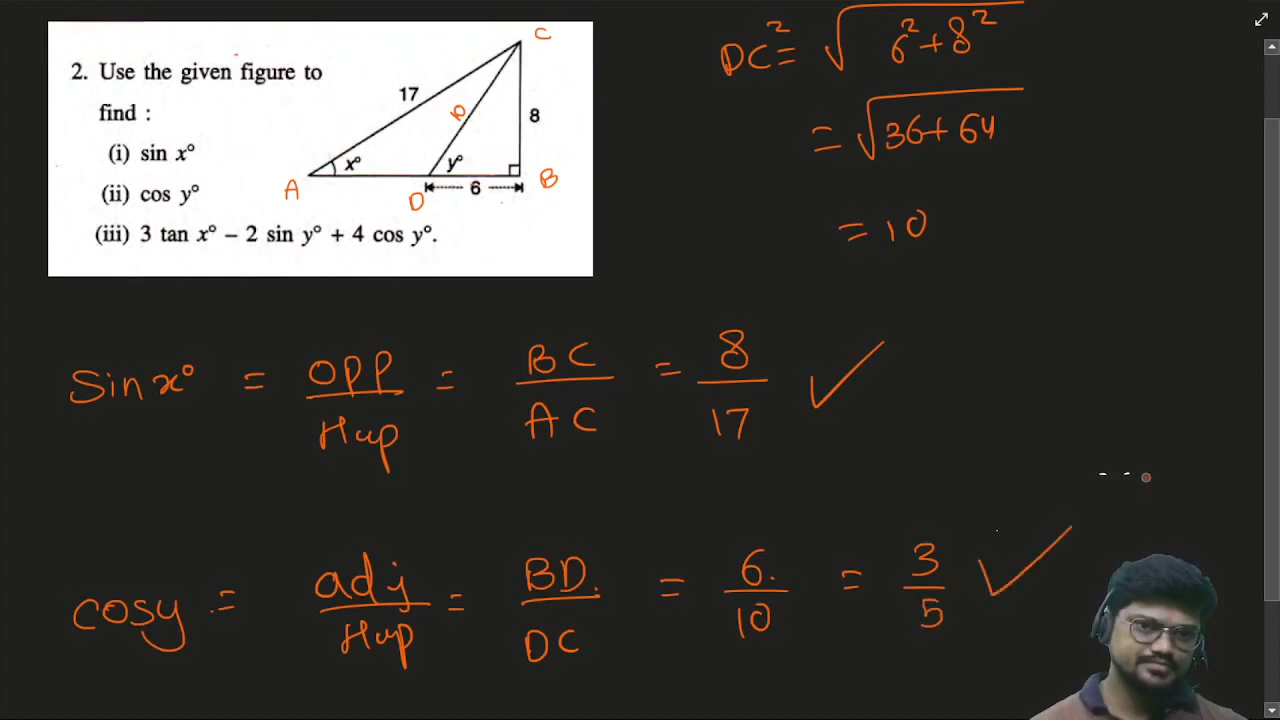 2. Use the given figure to
find :
(i) sin x°
(ii) cos y°
(iii) 3 tan x° – 2 sin y° + 4 cos y°.
C
17
10
8
x°
y°
A
D
6
B
DC² = √6² + 8²
= √36 + 64
= 10
Sin x° = opp/Hyp = BC/AC = 8/17 ✓
cosy = adj/Hyp = BD./DC = 6./10 = 3/5 ✓